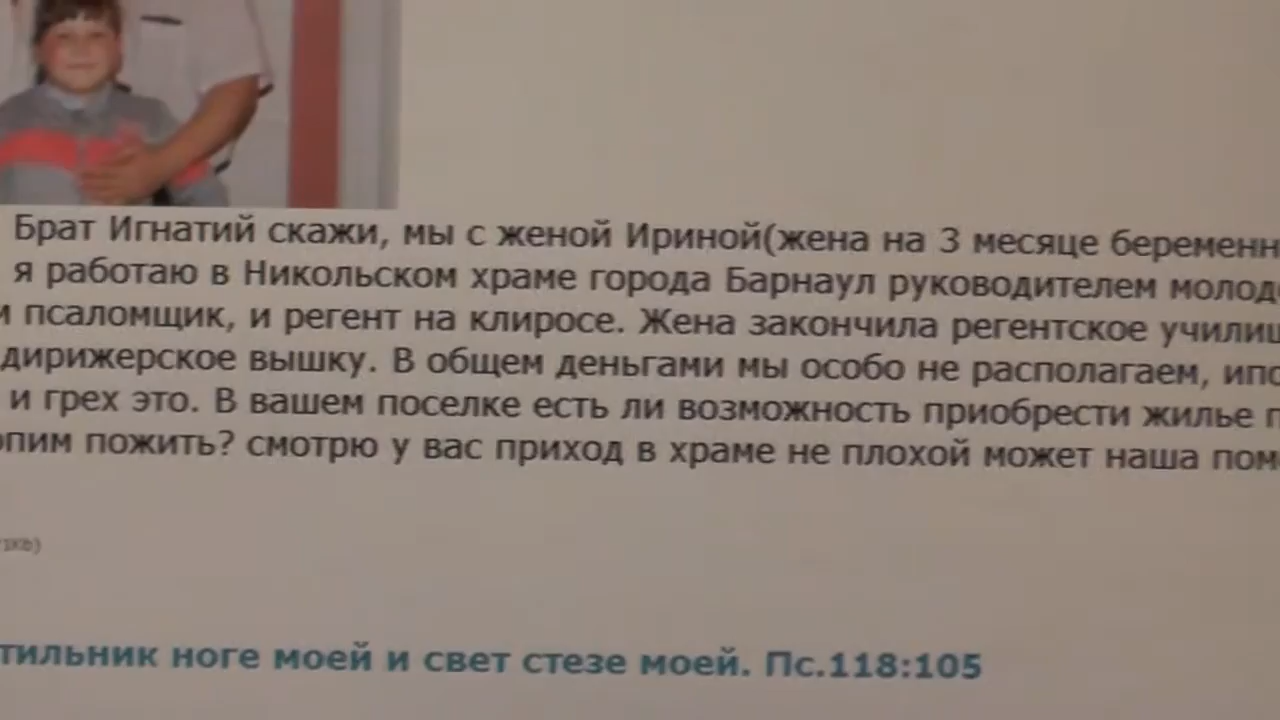 Брат Игнатий скажи, мы с женой Ириной(жена на 3 месяце беременн
я работаю в Никольском храме города Барнаул руководителем молод
и псаломщик, и регент на клиросе. Жена закончила регентское учили
дирижерское вышку. В общем деньгами мы особо не располагаем, ипо
и грех это. В вашем поселке есть ли возможность приобрести жилье п
опим пожить? смотрю у вас приход в храме не плохой может наша пом
тильник ноге моей и свет стезе моей. Пс.118:105